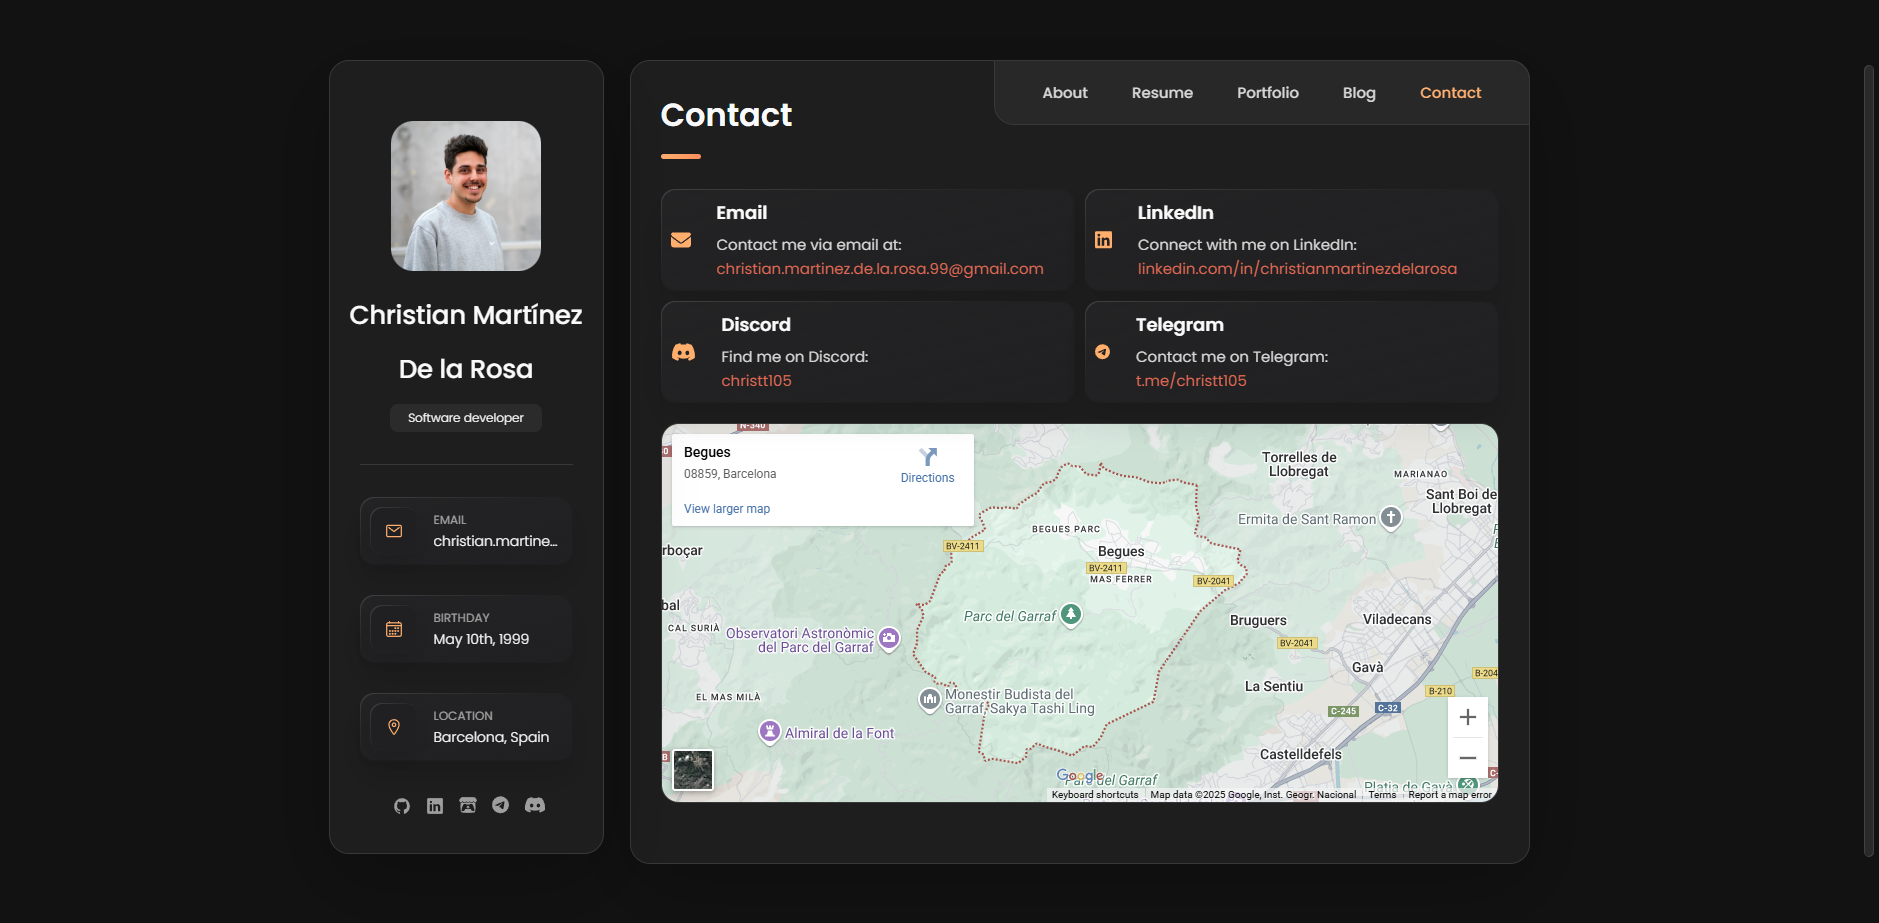 Christian Martínez
De la Rosa
Software developer
EMAIL
christian.martine...
BIRTHDAY
May 10th, 1999
LOCATION
Barcelona, Spain
About Resume Portfolio Blog Contact
Contact
Email
Contact me via email at:
christian.martinez.de.la.rosa.99@gmail.com
LinkedIn
Connect with me on LinkedIn:
linkedin.com/in/christianmartinezdelarosa
Discord
Find me on Discord:
christt105
Telegram
Contact me on Telegram:
t.me/christt105
Begues
08859, Barcelona
Directions
View larger map
N-340
Torrelles de
Llobregat
MARIANAO
Sant Boi de
Llobregat
Ermita de Sant Ramon
BEGUES PARC
rboçar
BV-2411
Begues
BV-2411
MAS FERRER
BV-2041
bal
CAL SURIÀ
Observatori Astronòmic
del Parc del Garraf
Parc del Garraf
Bruguers
Viladecans
BV-2041
Gavà
B-204
EL MAS MILÀ
Monestir Budista del
Garraf, Sakya Tashi Ling
La Sentiu
B-210
C-245
C-32
Almiral de la Font
Castelldefels
Google
Parc del Garraf
Platja de Gavà
C-
Keyboard shortcuts
Map data ©2025 Google, Inst. Geogr. Nacional
Terms
Report a map error